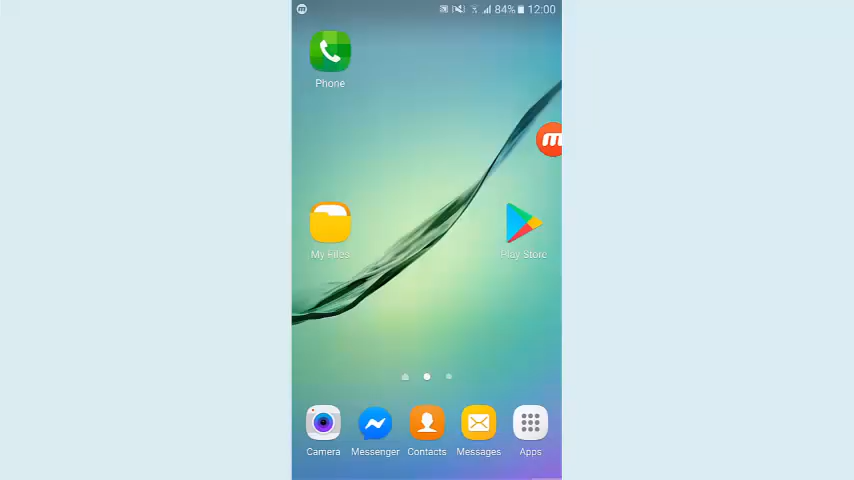 84% 12:00
Phone
My Files
Play Store
Camera Messenger Contacts Messages Apps